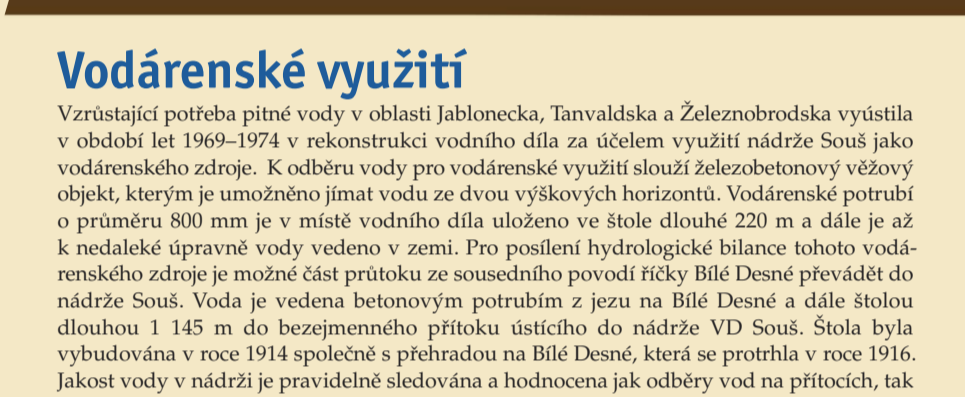 Vodárenské využití
Vzrůstající potřeba pitné vody v oblasti Jablonecka, Tanvaldska a Železnobrodska vyústila
v období let 1969–1974 v rekonstrukci vodního díla za účelem využití nádrže Souš jako
vodárenského zdroje. K odběru vody pro vodárenské využití slouží železobetonový věžový
objekt, kterým je umožněno jímat vodu ze dvou výškových horizontů. Vodárenské potrubí
o průměru 800 mm je v místě vodního díla uloženo ve štole dlouhé 220 m a dále je až
k nedaleké úpravně vody vedeno v zemi. Pro posílení hydrologické bilance tohoto vodá-
renského zdroje je možné část průtoku ze sousedního povodí říčky Bílé Desné převádět do
nádrže Souš. Voda je vedena betonovým potrubím z jezu na Bílé Desné a dále štolou
dlouhou 1 145 m do bezejmenného přítoku ústícího do nádrže VD Souš. Štola byla
vybudována v roce 1914 společně s přehradou na Bílé Desné, která se protrhla v roce 1916.
Jakost vody v nádrži je pravidelně sledována a hodnocena jak odběry vod na přítocích, tak